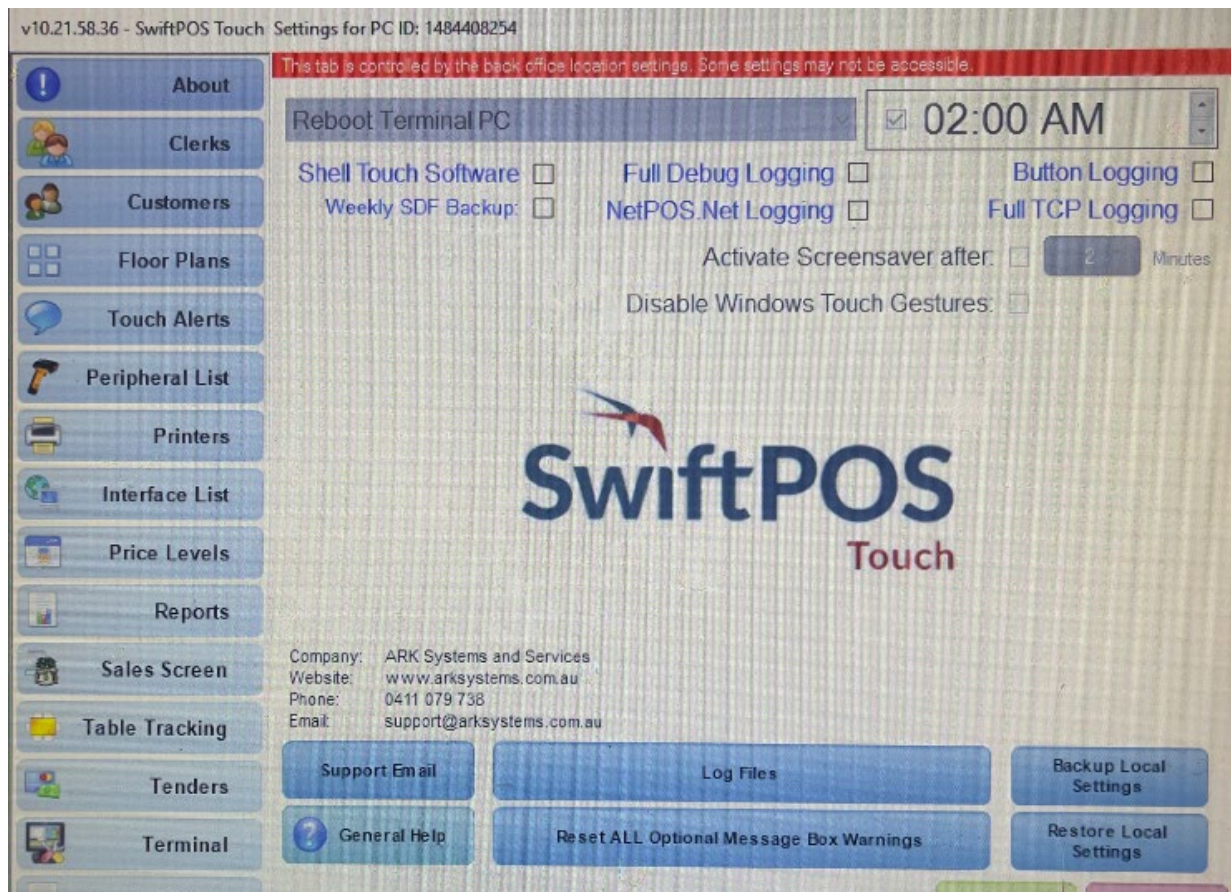 v10.21.58.36 - SwiftPOS Touch Settings for PC ID: 1484408254
This tab is controlled by the back office location settings. Some settings may not be accessible.
About
Clerks
Customers
Floor Plans
Touch Alerts
Peripheral List
Printers
Interface List
Price Levels
Reports
Sales Screen
Table Tracking
Tenders
Terminal
Reboot Terminal PC
02:00 AM
Shell Touch Software Full Debug Logging Button Logging
Weekly SDF Backup: NetPOS.Net Logging Full TCP Logging
Activate Screensaver after: 2 Minutes
Disable Windows Touch Gestures:
SwiftPOS
Touch
Company: ARK Systems and Services
Website: www.arksystems.com.au
Phone: 0411 079 738
Email: support@arksystems.com.au
Support Email
Log Files
Backup Local
Settings
General Help
Reset ALL Optional Message Box Warnings
Restore Local
Settings